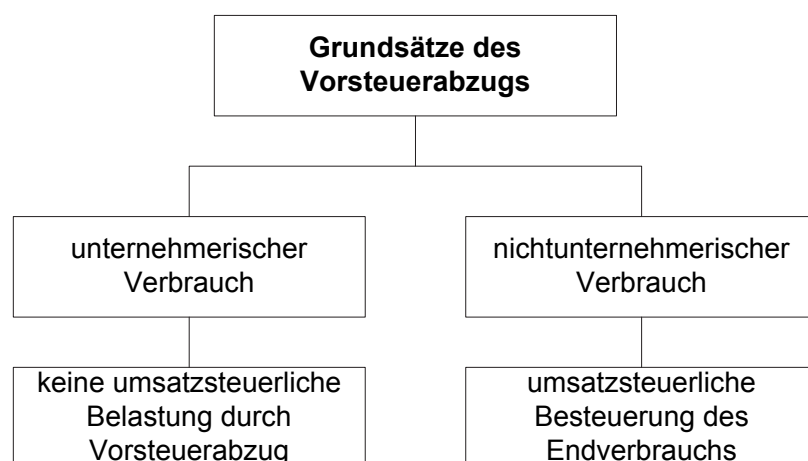 Grundsätze des
Vorsteuerabzugs
unternehmerischer
Verbrauch
nichtunternehmerischer
Verbrauch
keine umsatzsteuerliche
Belastung durch
Vorsteuerabzug
umsatzsteuerliche
Besteuerung des
Endverbrauchs